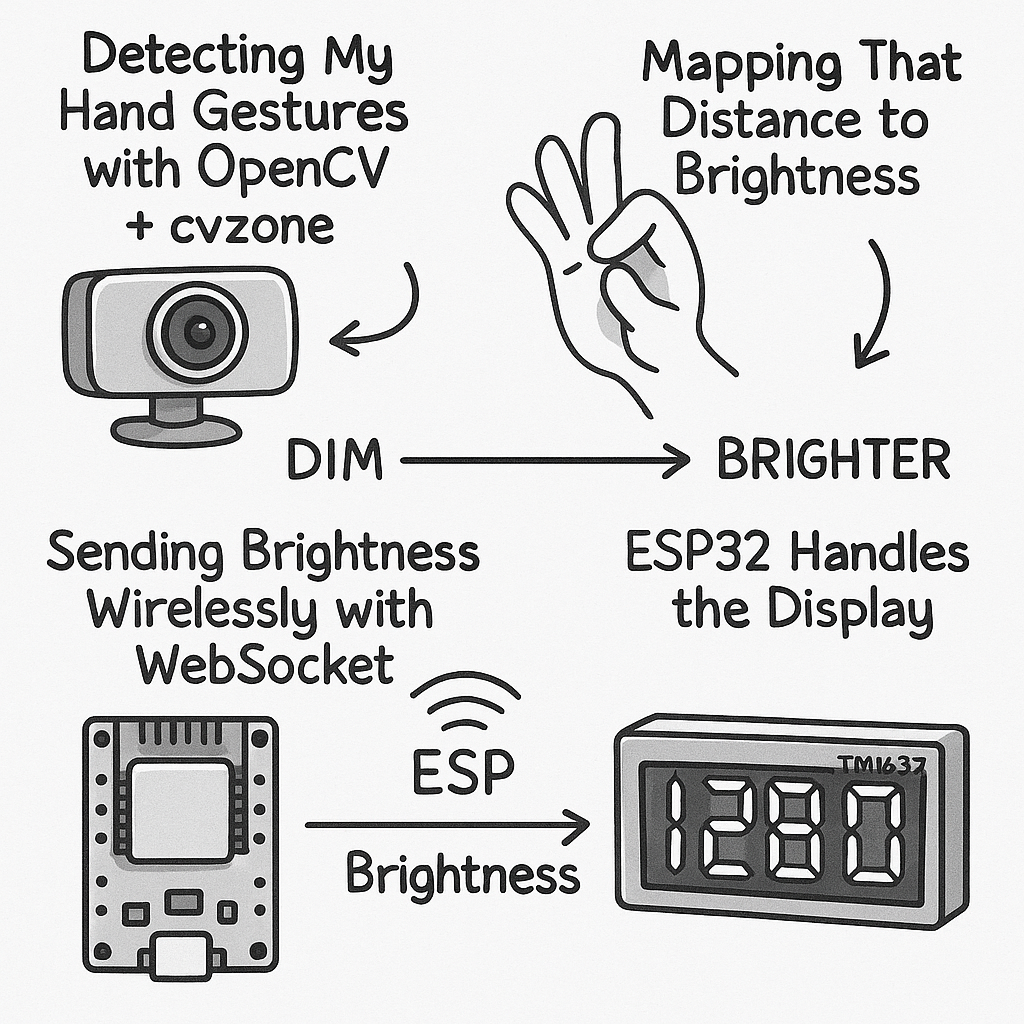 Detecting My
Hand Gestures
with OpenCV
+ cvzone
Mapping That
Distance to
Brightness
DIM
BRIGHTER
Sending Brightness
Wirelessly with
WebSocket
ESP
Brightness
ESP32 Handles
the Display
TM1637
1280